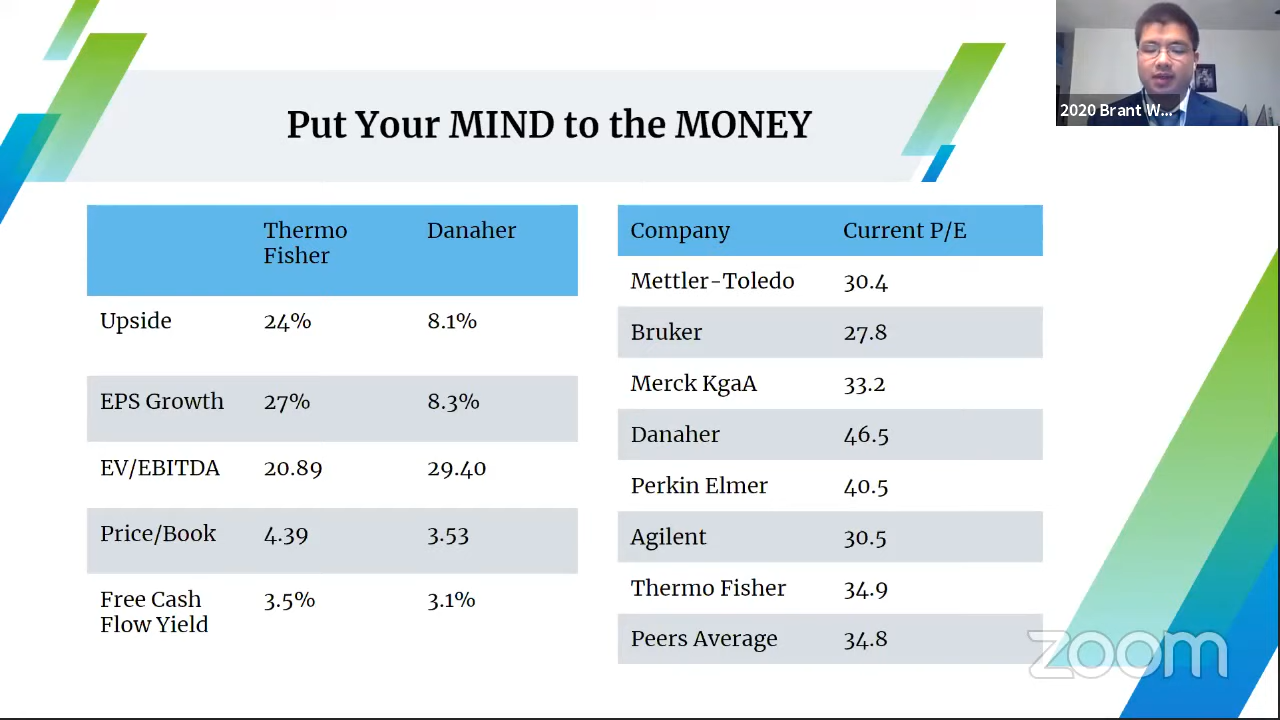 Put Your MIND to the MONEY
2020 Brant W...
Thermo Fisher Danaher
Upside 24% 8.1%
EPS Growth 27% 8.3%
EV/EBITDA 20.89 29.40
Price/Book 4.39 3.53
Free Cash Flow Yield 3.5% 3.1%
Company Current P/E
Mettler-Toledo 30.4
Bruker 27.8
Merck KgaA 33.2
Danaher 46.5
Perkin Elmer 40.5
Agilent 30.5
Thermo Fisher 34.9
Peers Average 34.8
zoom